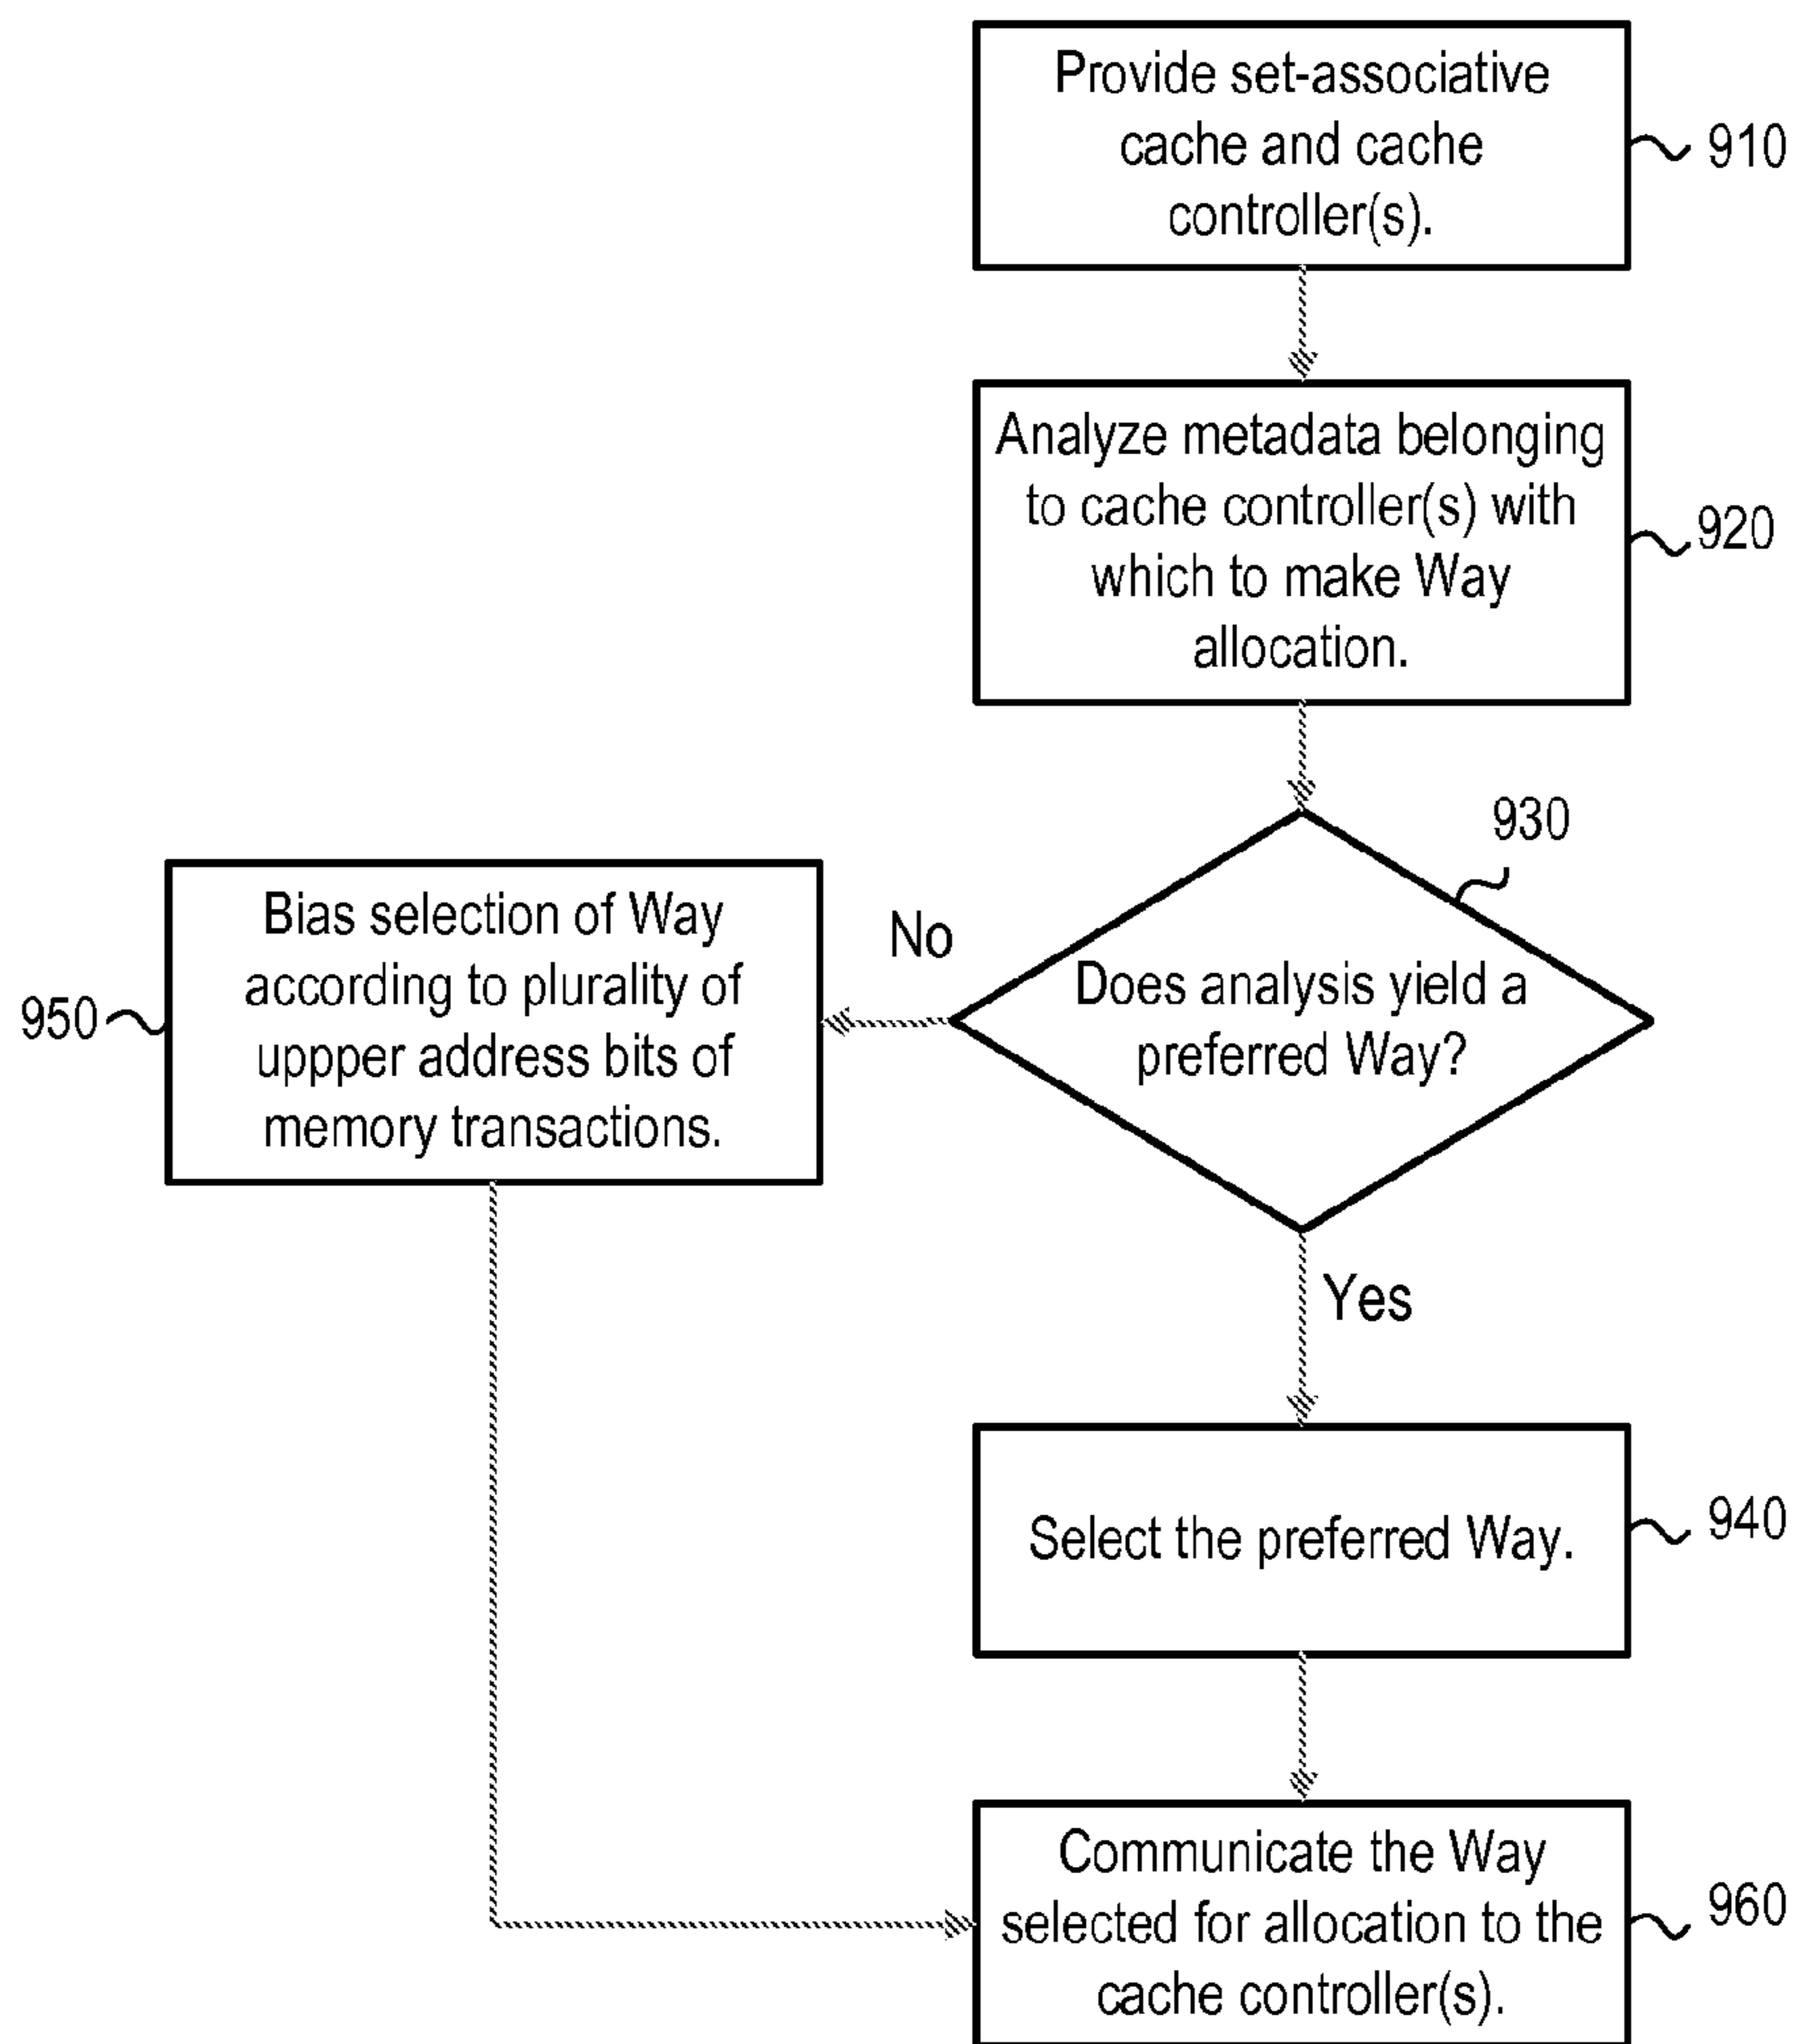 Provide set-associative
cache and cache
controller(s).
910
Analyze metadata belonging
to cache controller(s) with
which to make Way
allocation.
920
930
Does analysis yield a
preferred Way?
No
Bias selection of Way
according to plurality of
uppper address bits of
memory transactions.
950
Yes
Select the preferred Way.
940
Communicate the Way
selected for allocation to the
cache controller(s).
960